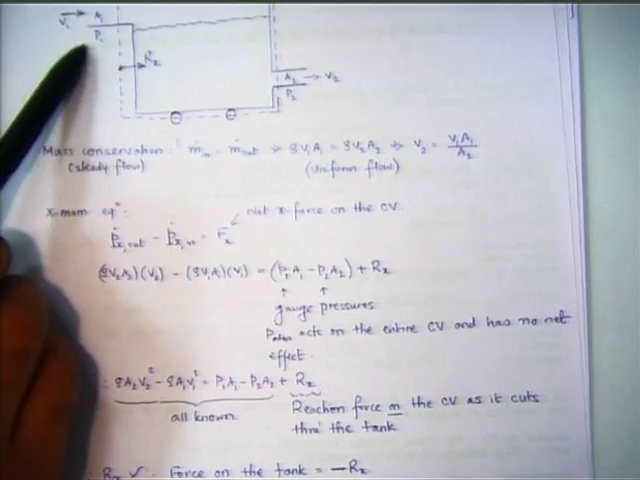 V₁ A₁
P₁
Rₓ
A₂ → V₂
P₂
Mass conservation: ṁ_in = ṁ_out ⇒ ρV₁A₁ = ρV₂A₂ ⇒ V₂ = V₁A₁/A₂
(steady flow) (Uniform flow)
x-mom eqⁿ: Net x-force on the CV.
Ṗx,out − Ṗx,in = Fₓ
(ρV₂A₂)(V₂) − (ρV₁A₁)(V₁) = (P₁A₁ − P₂A₂) + Rₓ
↑ ↑
gauge pressures
Patm acts on the entire CV and has no net
effect.
∴ ρA₂V₂² − ρA₁V₁² = P₁A₁ − P₂A₂ + Rₓ
all known Reaction force on the CV as it cuts
thru the tank
∴ Rₓ ✓. Force on the tank = −Rₓ